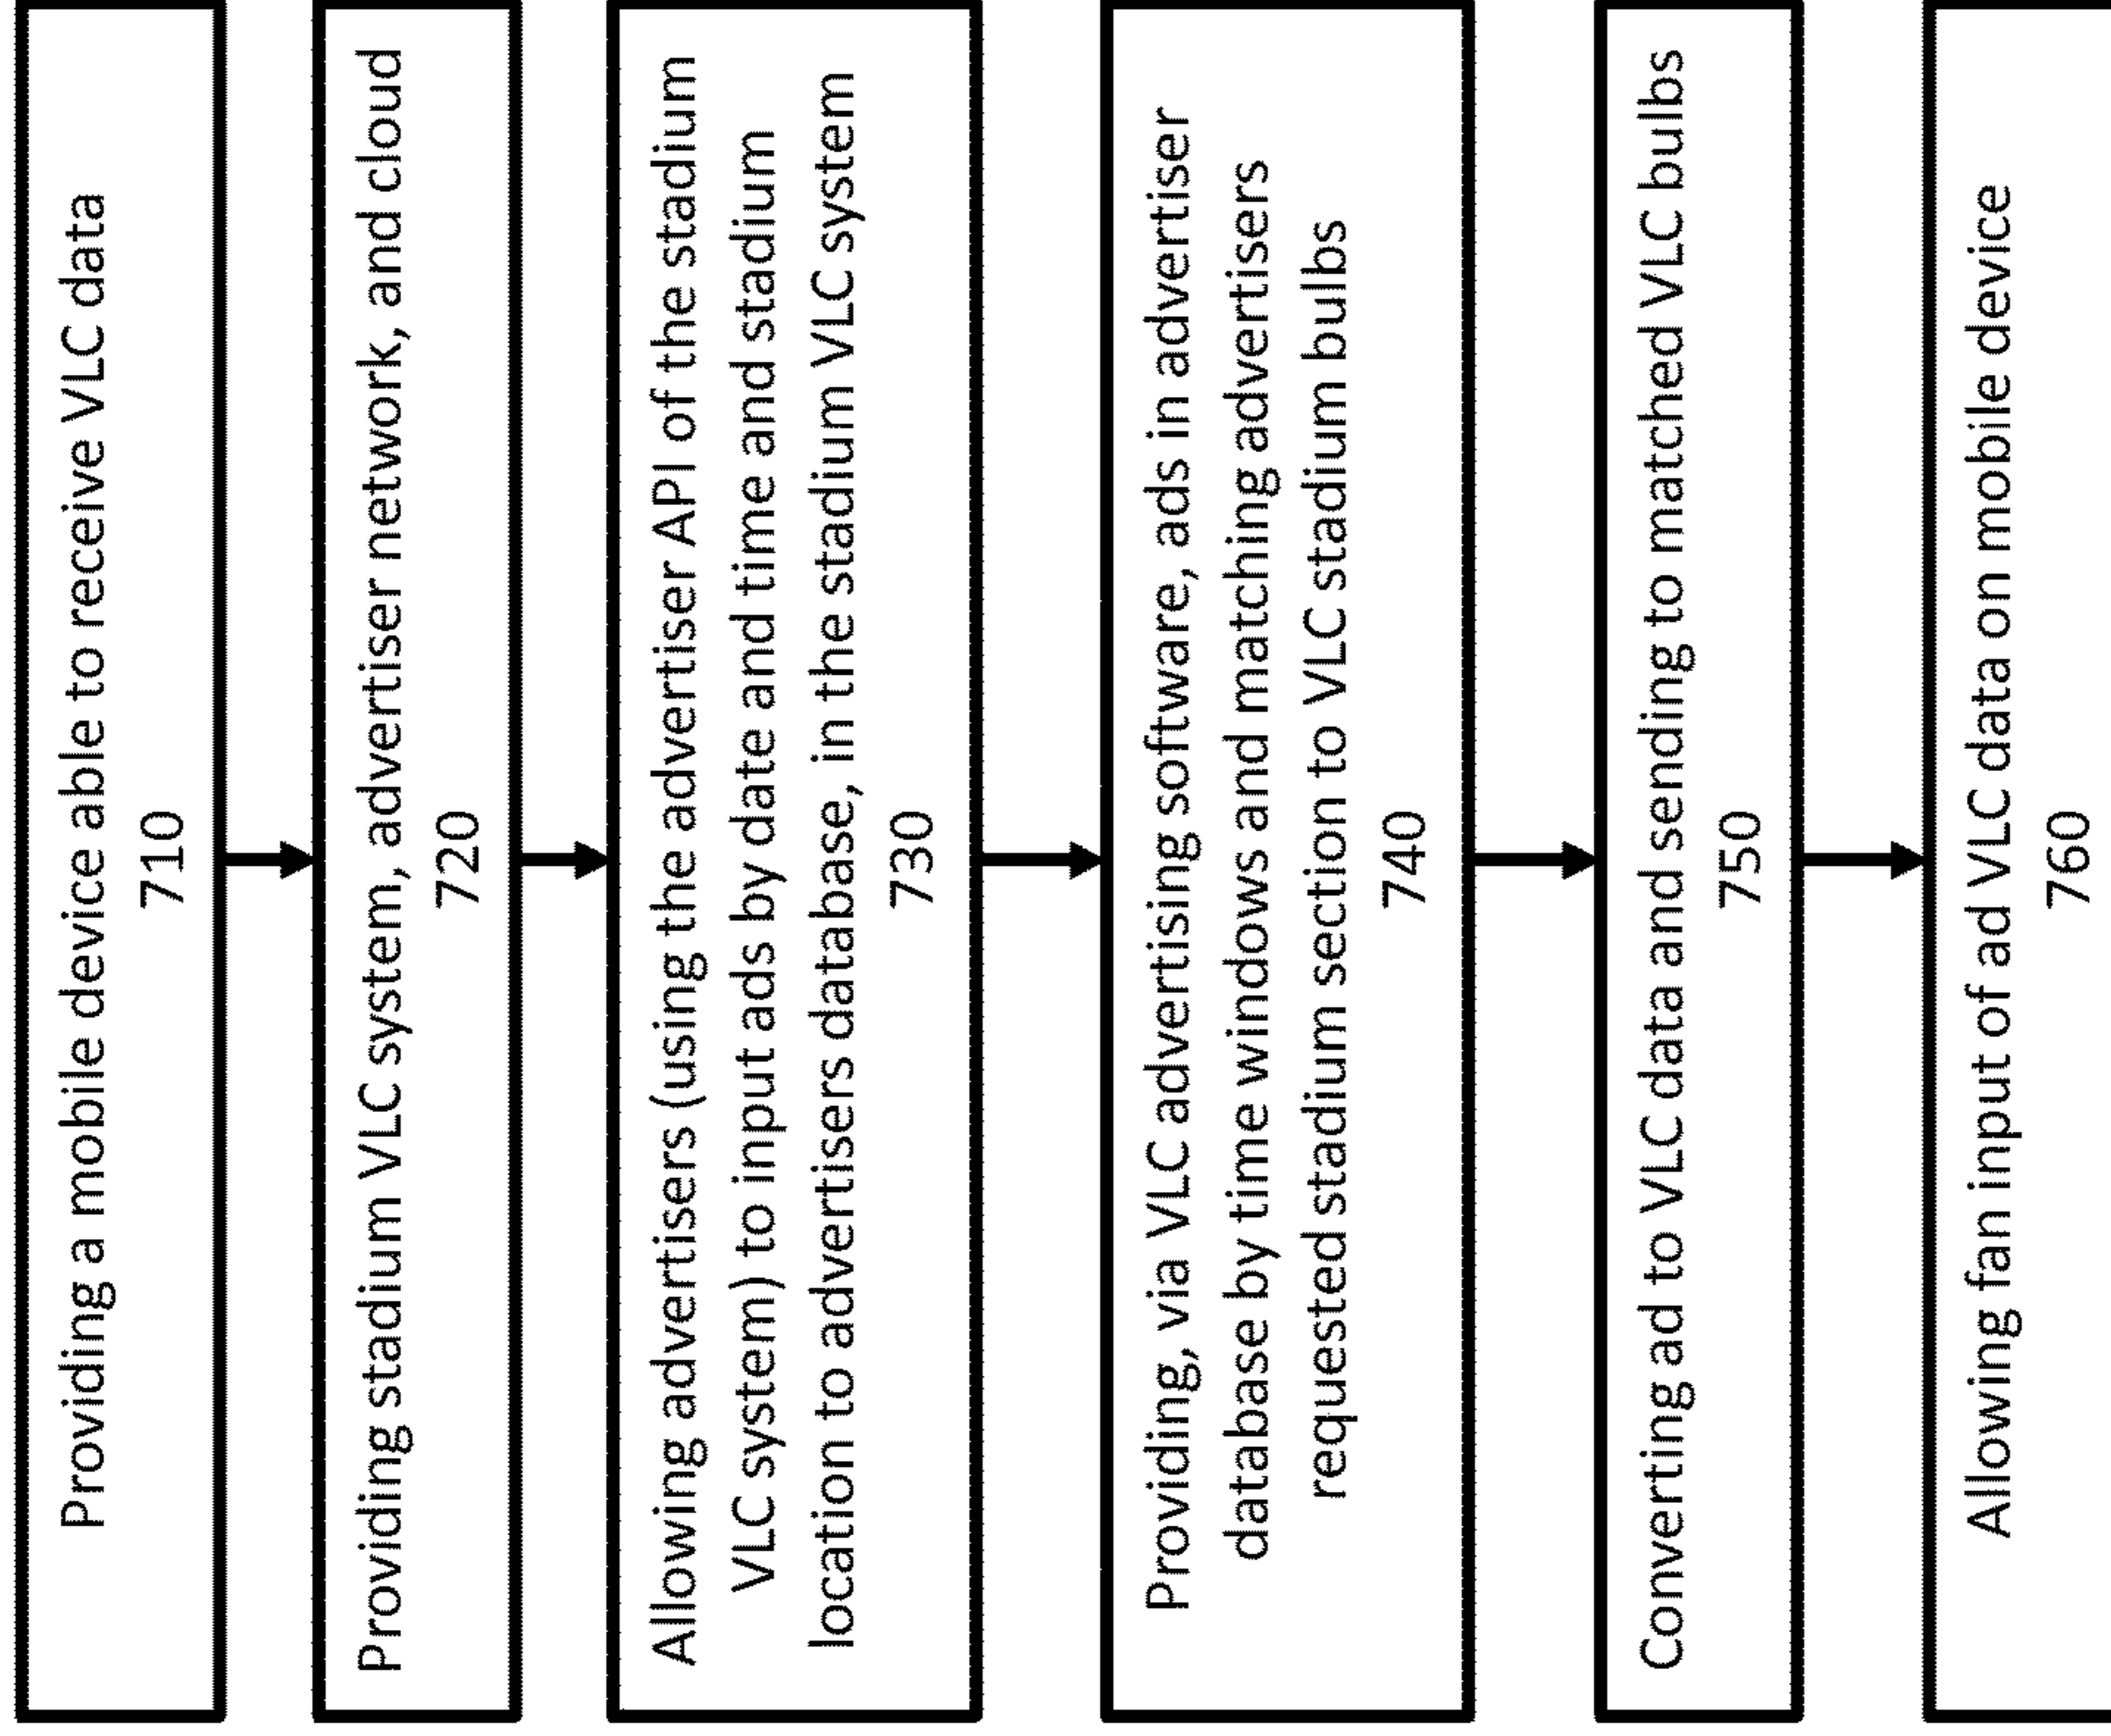 Providing a mobile device able to receive VLC data
710
Providing stadium VLC system, advertiser network, and cloud
720
Allowing advertisers (using the advertiser API of the stadium
VLC system) to input ads by date and time and stadium
location to advertisers database, in the stadium VLC system
730
Providing, via VLC advertising software, ads in advertiser
database by time windows and matching advertisers
requested stadium section to VLC stadium bulbs
740
Converting ad to VLC data and sending to matched VLC bulbs
750
Allowing fan input of ad VLC data on mobile device
760